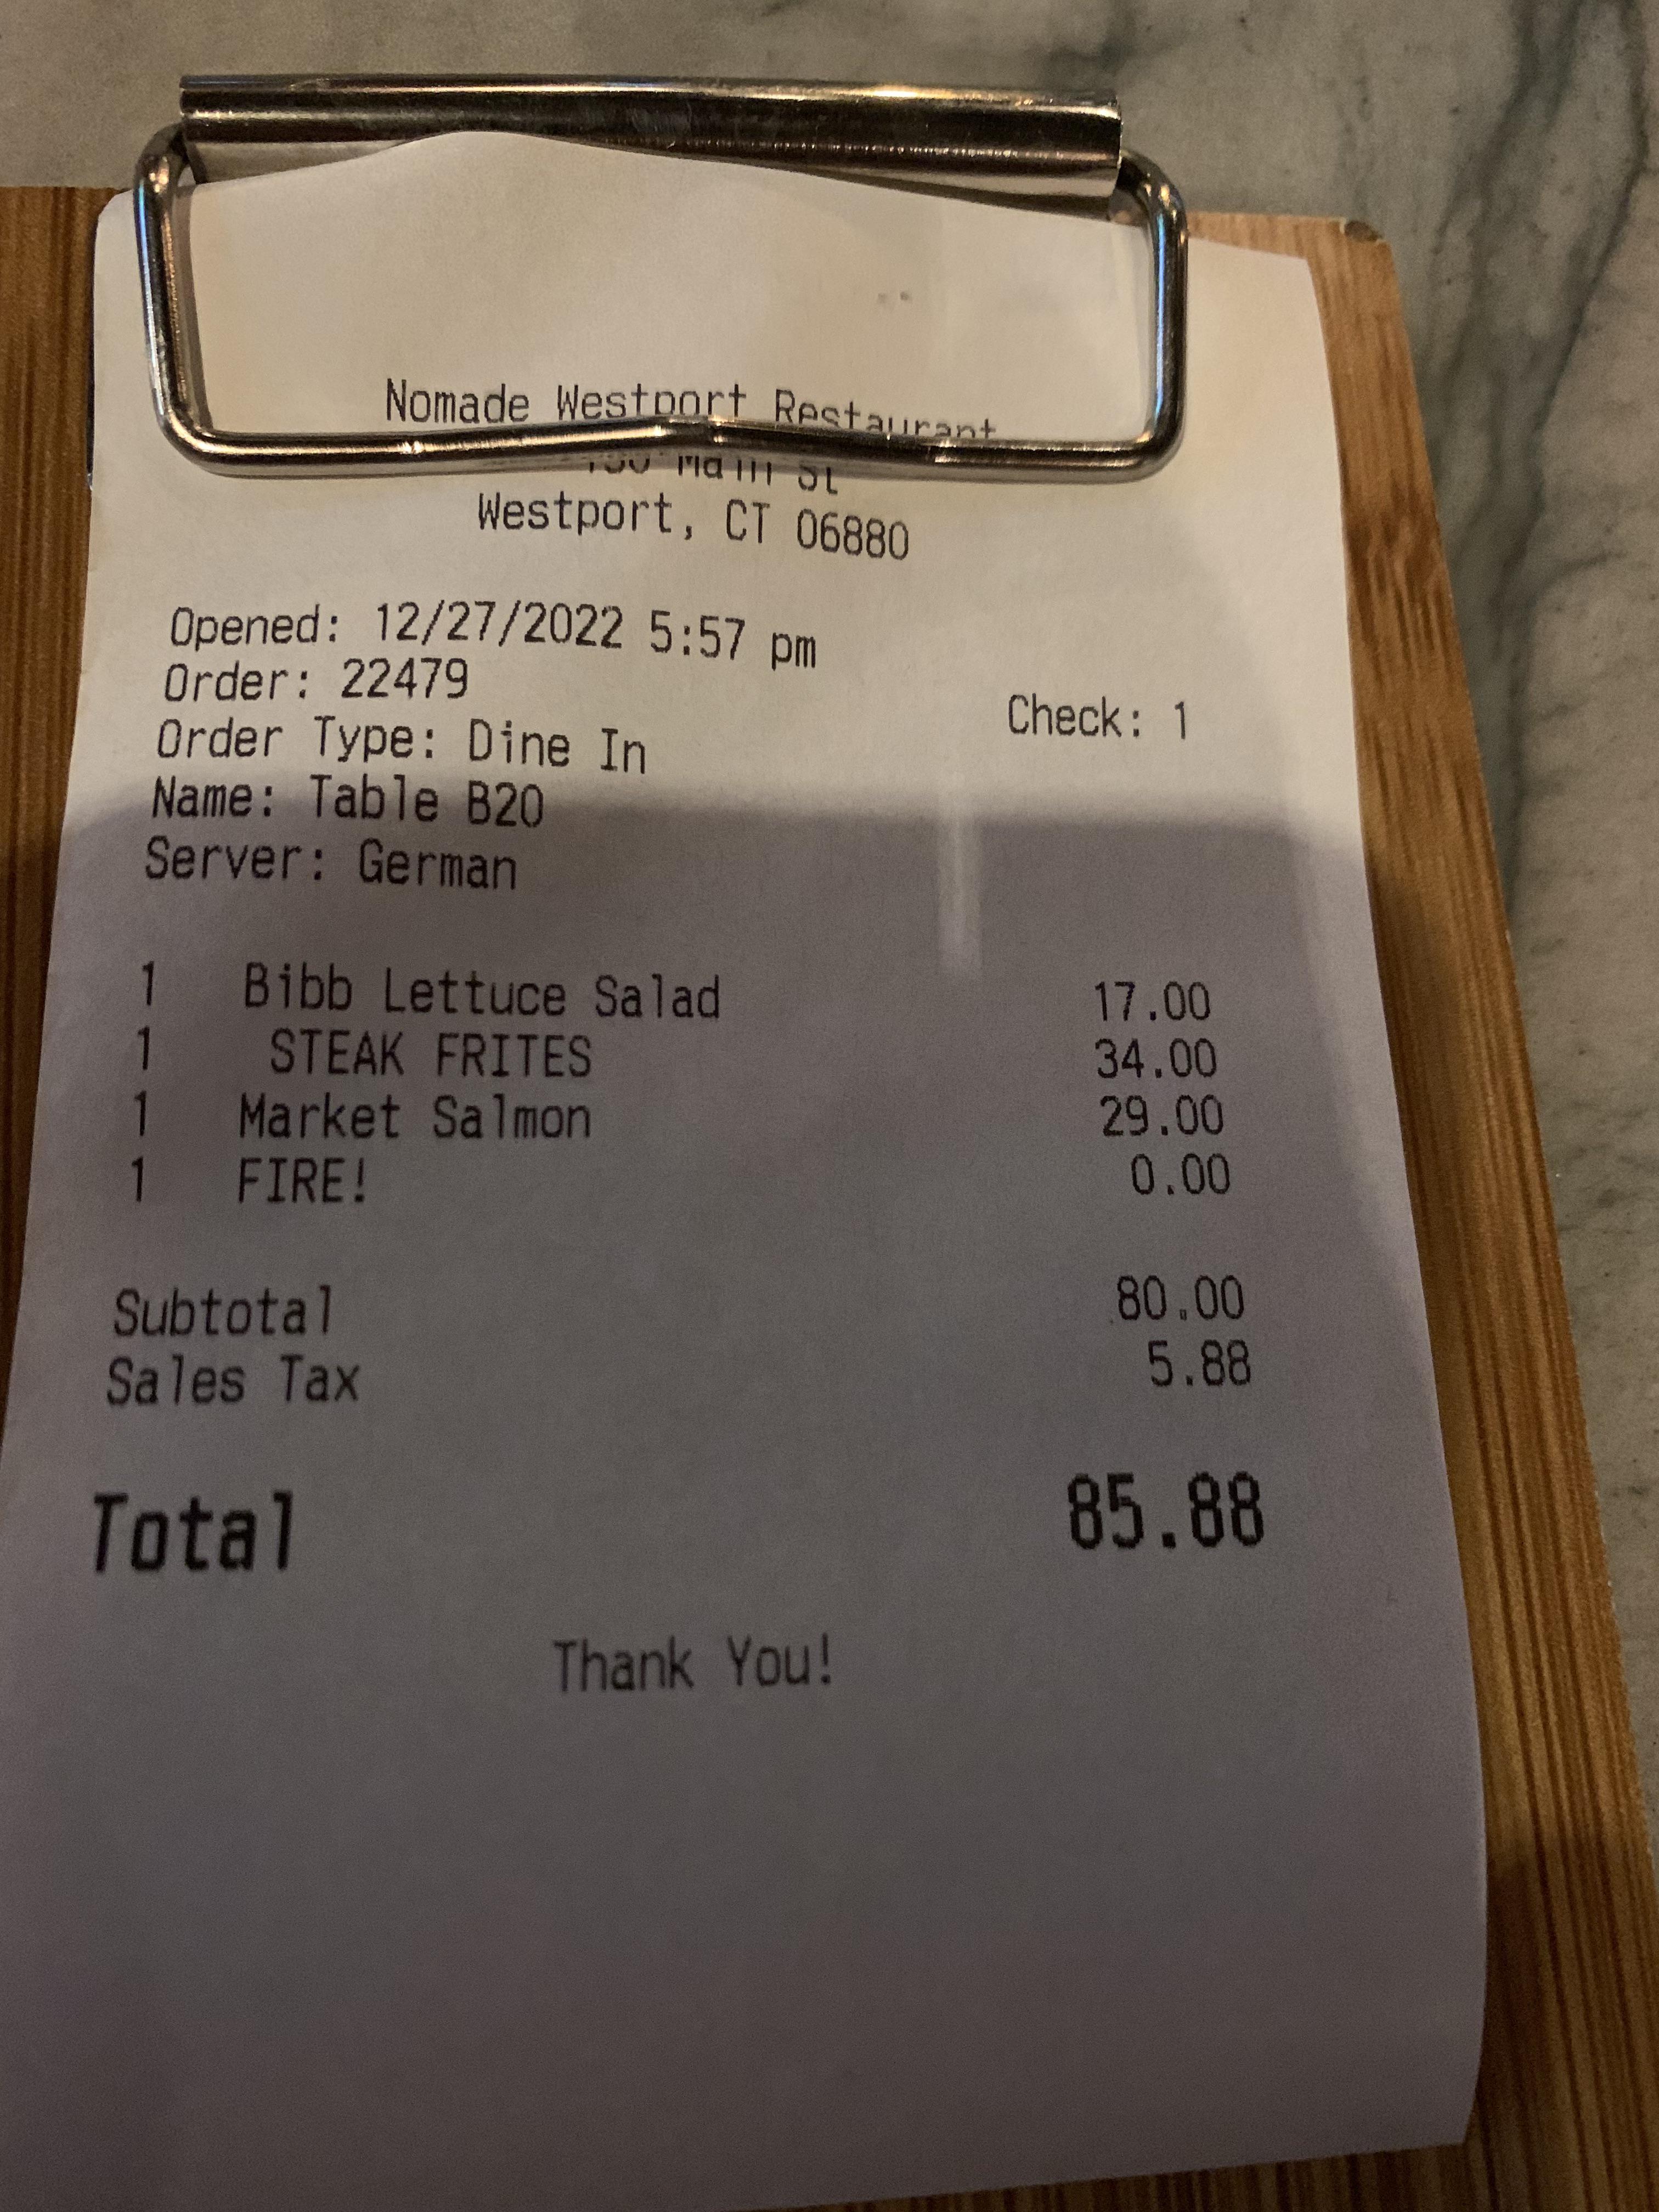 Nomade Westport Restaurant
Main St
Westport, CT 06880
Opened: 12/27/2022 5:57 pm
Order: 22479
Check: 1
Order Type: Dine In
Name: Table B20
Server: German
1 Bibb Lettuce Salad 17.00
1 STEAK FRITES 34.00
1 Market Salmon 29.00
1 FIRE! 0.00
Subtotal 80.00
Sales Tax 5.88
Total 85.88
Thank You!